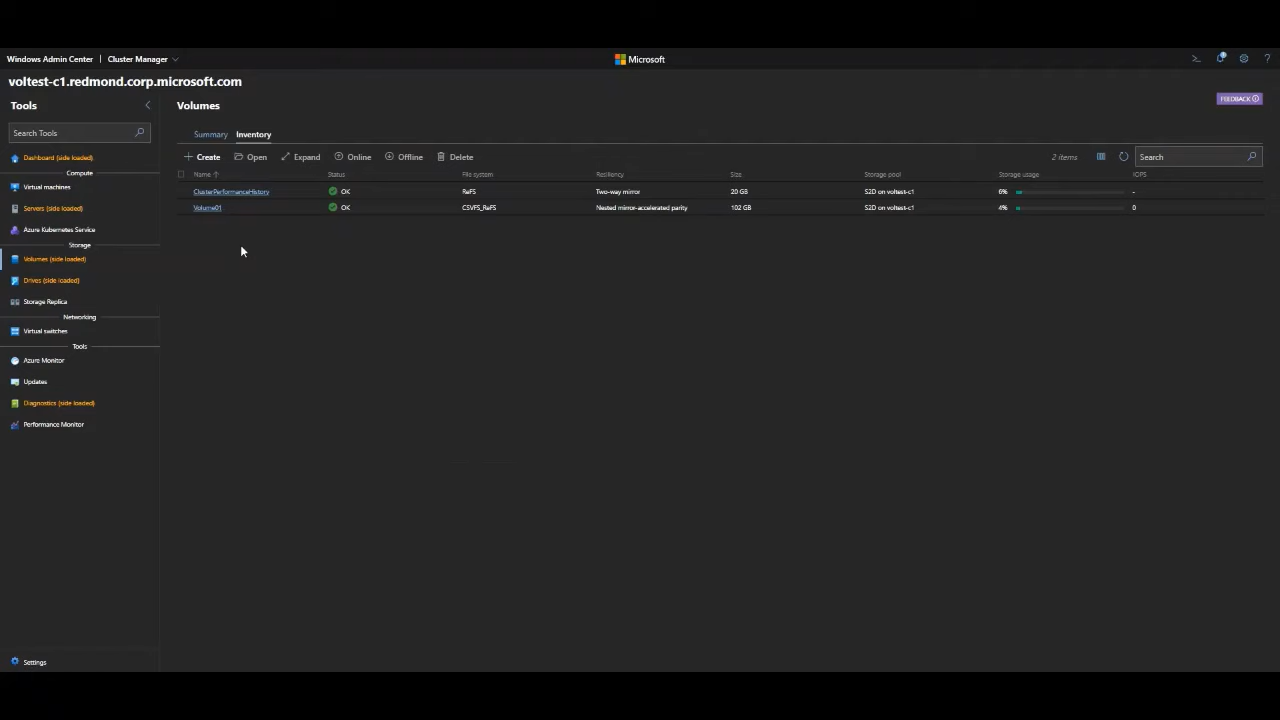 Windows Admin Center | Cluster Manager
Microsoft
voltest-c1.redmond.corp.microsoft.com
Tools
Volumes
FEEDBACK
Search Tools
Summary Inventory
Create Open Expand Online Offline Delete
2 items
Search
Name Status File system Resiliency Size Storage pool Storage usage IOPS
ClusterPerformanceHistory OK ReFS Two-way mirror 20 GB S2D on voltest-c1 6% -
Volume01 OK CSVFS_ReFS Nested mirror-accelerated parity 102 GB S2D on voltest-c1 4% 0
Dashboard (side loaded)
Compute
Virtual machines
Servers (side loaded)
Azure Kubernetes Service
Storage
Volumes (side loaded)
Drives (side loaded)
Storage Replica
Networking
Virtual switches
Tools
Azure Monitor
Updates
Diagnostics (side loaded)
Performance Monitor
Settings